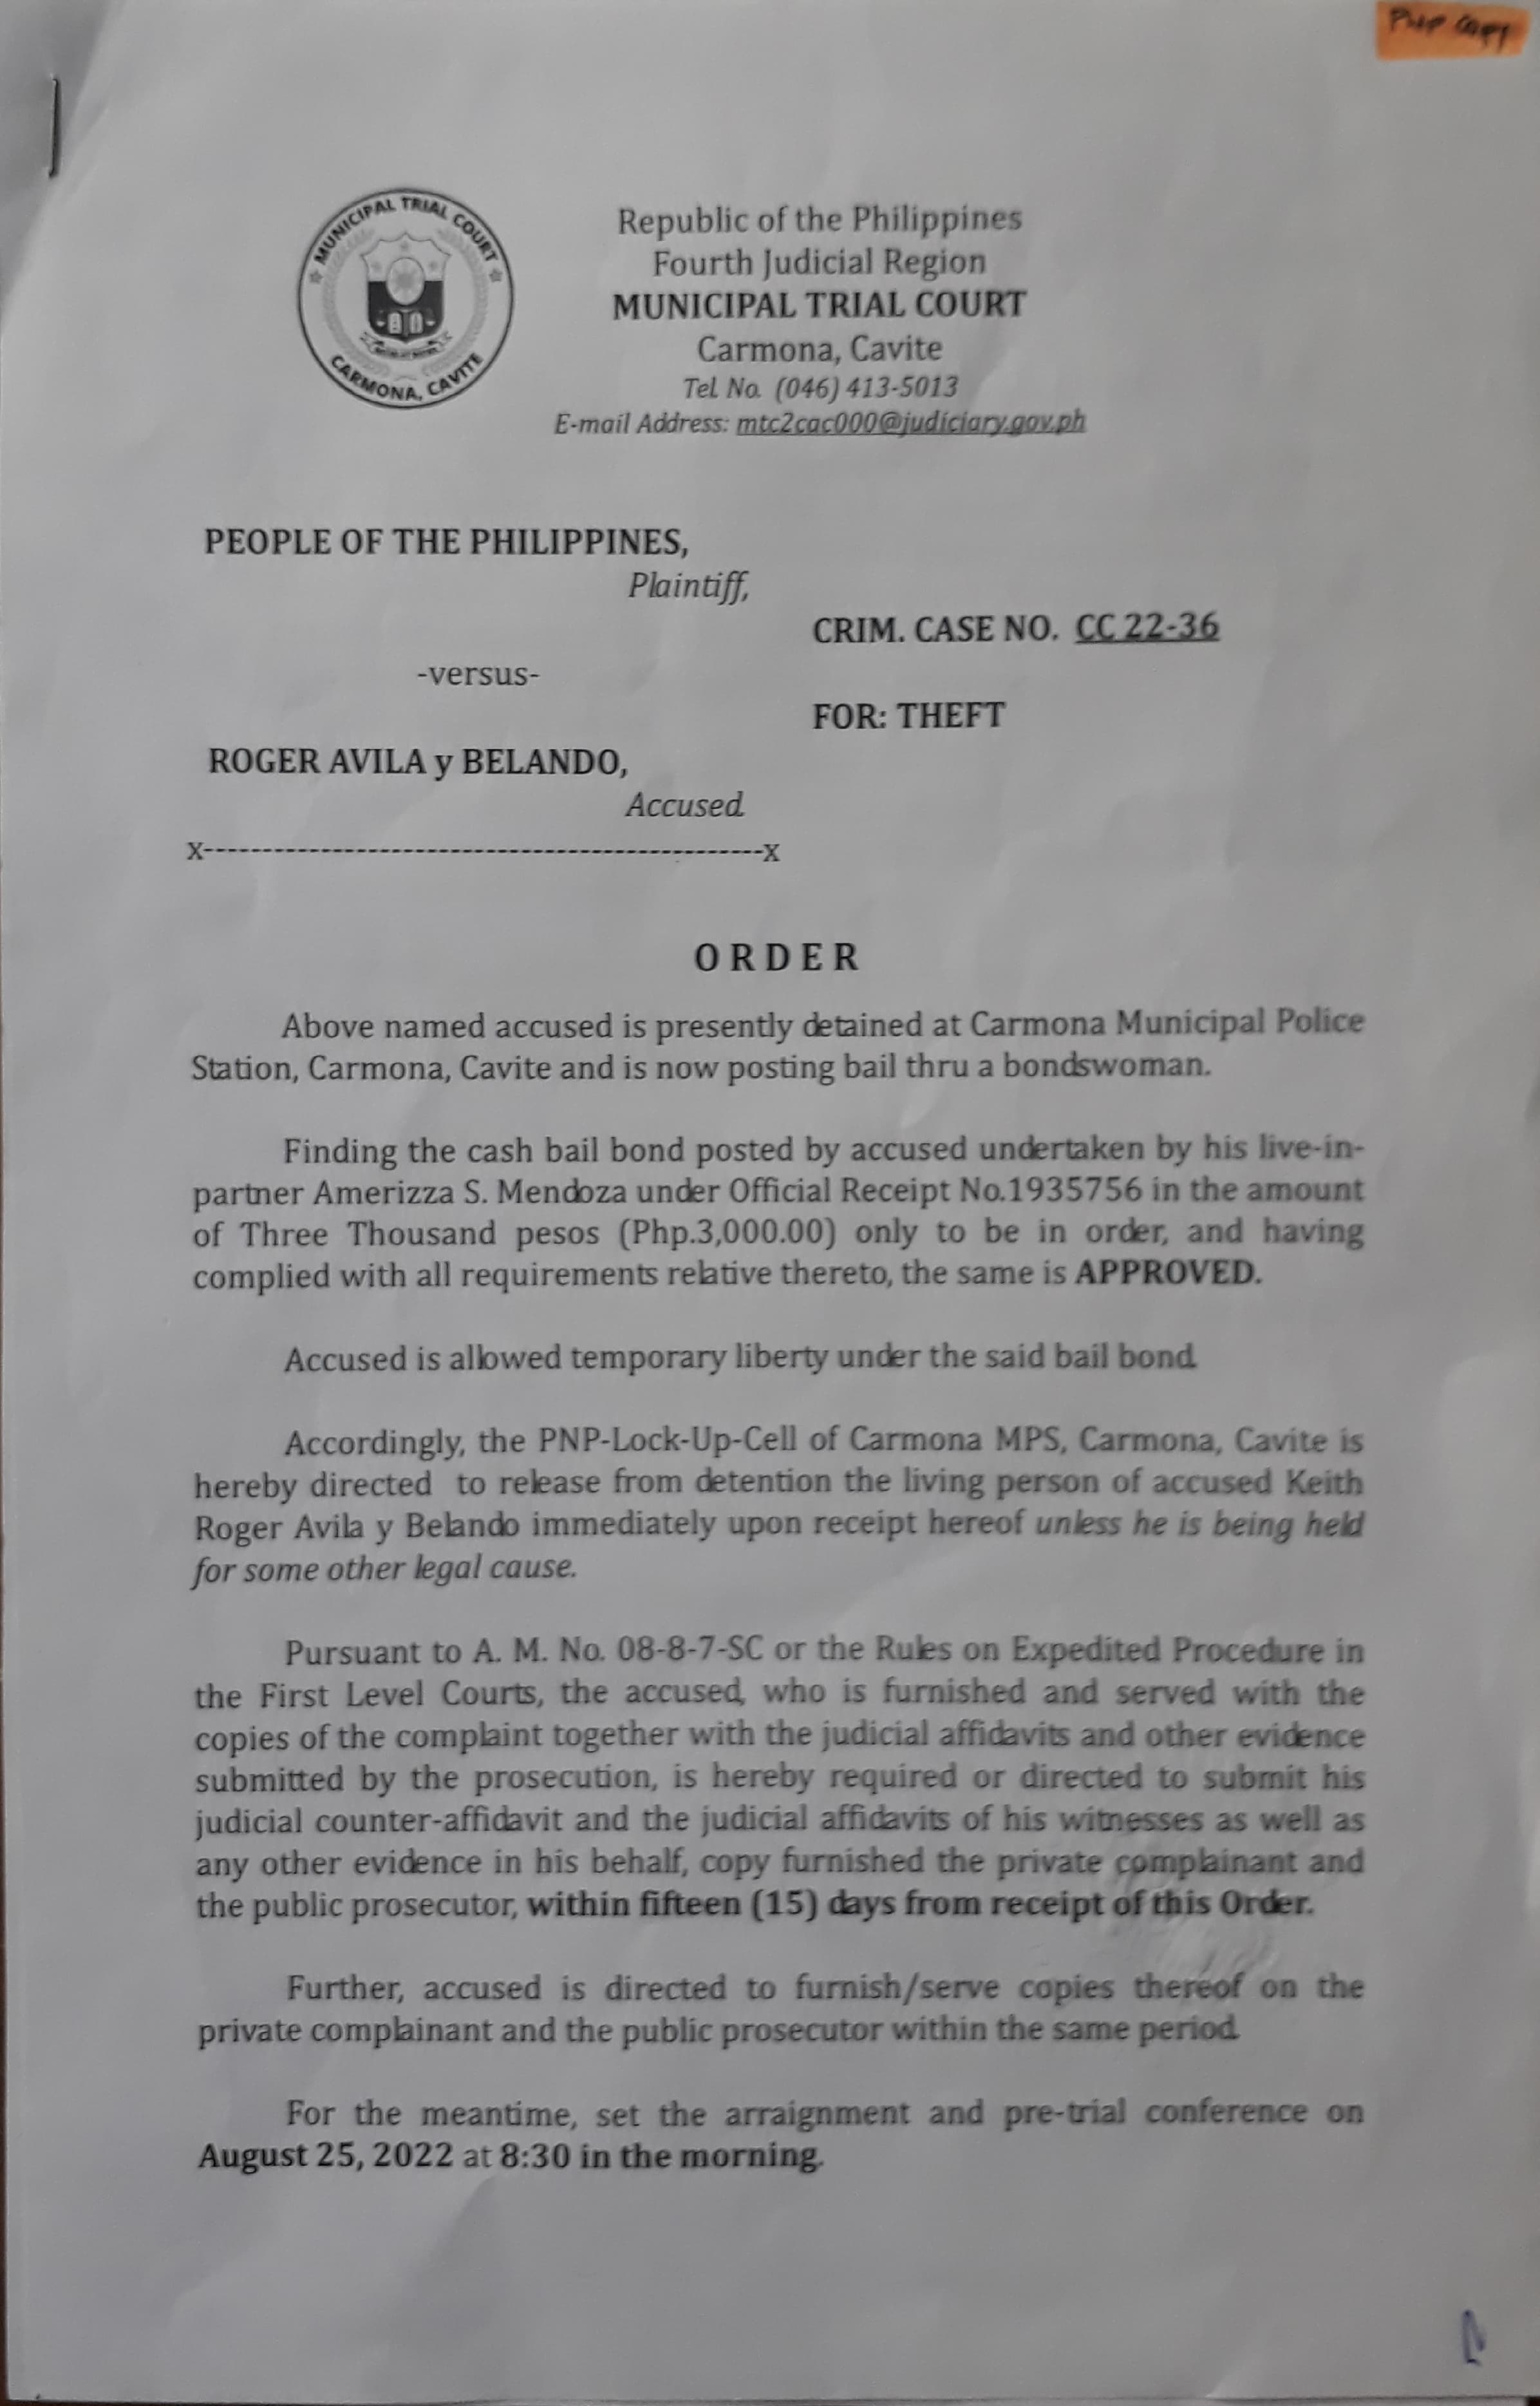 PNP copy
MUNICIPAL TRIAL COURT
CARMONA, CAVITE
Republic of the Philippines
Fourth Judicial Region
MUNICIPAL TRIAL COURT
Carmona, Cavite
Tel No. (046) 413-5013
E-mail Address: mtc2cac000@judiciary.gov.ph
PEOPLE OF THE PHILIPPINES,
Plaintiff,
CRIM. CASE NO. CC 22-36
-versus-
FOR: THEFT
ROGER AVILA y BELANDO,
Accused.
x-----------------------------------------------x
O R D E R
Above named accused is presently detained at Carmona Municipal Police
Station, Carmona, Cavite and is now posting bail thru a bondswoman.
Finding the cash bail bond posted by accused undertaken by his live-in-
partner Amerizza S. Mendoza under Official Receipt No.1935756 in the amount
of Three Thousand pesos (Php.3,000.00) only to be in order, and having
complied with all requirements relative thereto, the same is APPROVED.
Accused is allowed temporary liberty under the said bail bond.
Accordingly, the PNP-Lock-Up-Cell of Carmona MPS, Carmona, Cavite is
hereby directed to release from detention the living person of accused Keith
Roger Avila y Belando immediately upon receipt hereof unless he is being held
for some other legal cause.
Pursuant to A. M. No. 08-8-7-SC or the Rules on Expedited Procedure in
the First Level Courts, the accused, who is furnished and served with the
copies of the complaint together with the judicial affidavits and other evidence
submitted by the prosecution, is hereby required or directed to submit his
judicial counter-affidavit and the judicial affidavits of his witnesses as well as
any other evidence in his behalf, copy furnished the private complainant and
the public prosecutor, within fifteen (15) days from receipt of this Order.
Further, accused is directed to furnish/serve copies thereof on the
private complainant and the public prosecutor within the same period.
For the meantime, set the arraignment and pre-trial conference on
August 25, 2022 at 8:30 in the morning.